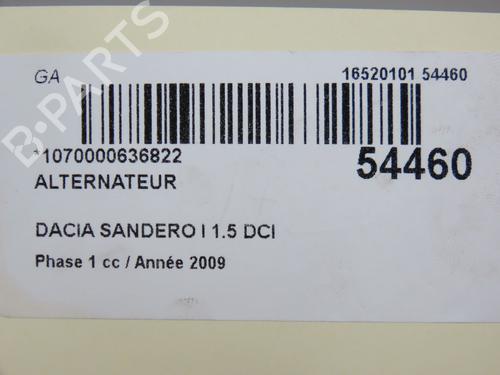 GA 16520101 54460
*1070000636822 54460
ALTERNATEUR
DACIA SANDERO I 1.5 DCI
Phase 1 cc / Année 2009
B-PARTS